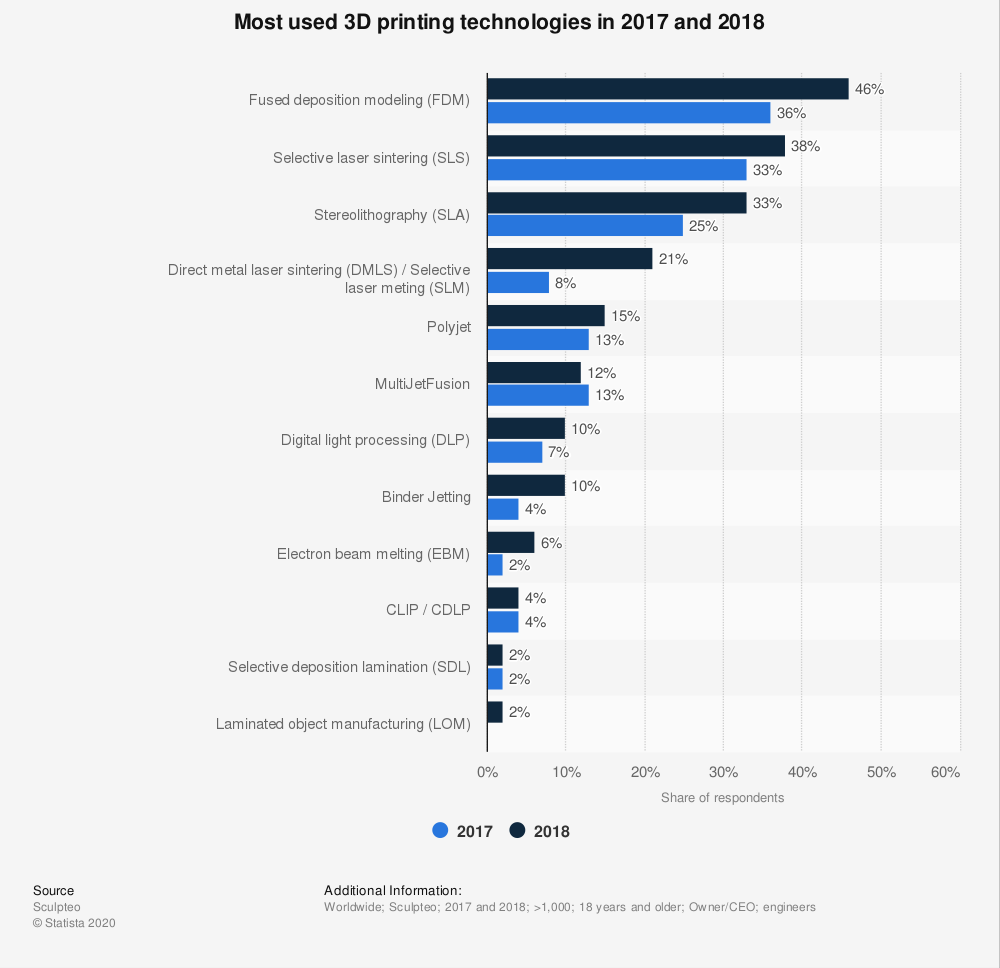 Most used 3D printing technologies in 2017 and 2018
Fused deposition modeling (FDM)
46%
36%
Selective laser sintering (SLS)
38%
33%
Stereolithography (SLA)
33%
25%
Direct metal laser sintering (DMLS) / Selective
laser meting (SLM)
21%
8%
Polyjet
15%
13%
MultiJetFusion
12%
13%
Digital light processing (DLP)
10%
7%
Binder Jetting
10%
4%
Electron beam melting (EBM)
6%
2%
CLIP / CDLP
4%
4%
Selective deposition lamination (SDL)
2%
2%
Laminated object manufacturing (LOM)
2%
0% 10% 20% 30% 40% 50% 60%
Share of respondents
2017 2018
Source
Sculpteo
© Statista 2020
Additional Information:
Worldwide; Sculpteo; 2017 and 2018; >1,000; 18 years and older; Owner/CEO; engineers